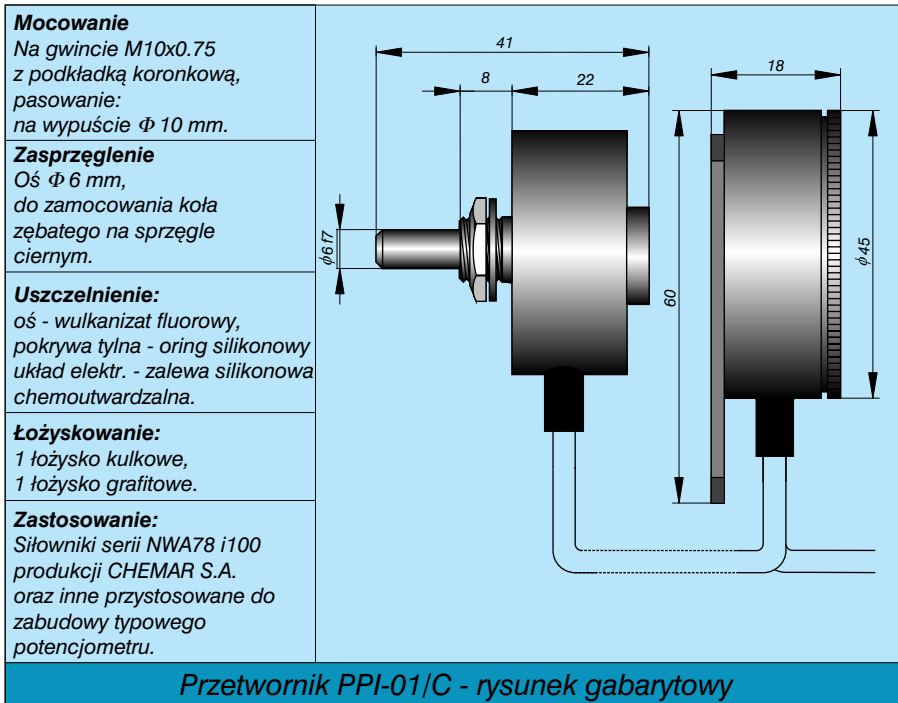 Mocowanie
Na gwincie M10x0.75
z podkładką koronkową,
pasowanie:
na wypuście Φ 10 mm.
Zasprzęglenie
Oś Φ 6 mm,
do zamocowania koła
zębatego na sprzęgle
ciernym.
Uszczelnienie:
oś - wulkanizat fluorowy,
pokrywa tylna - oring silikonowy
układ elektr. - zalewa silikonowa
chemoutwardzalna.
Łożyskowanie:
1 łożysko kulkowe,
1 łożysko grafitowe.
Zastosowanie:
Siłowniki serii NWA78 i100
produkcji CHEMAR S.A.
oraz inne przystosowane do
zabudowy typowego
potencjometru.
41
8
22
ϕ6 f7
18
60
ϕ45
Przetwornik PPI-01/C - rysunek gabarytowy